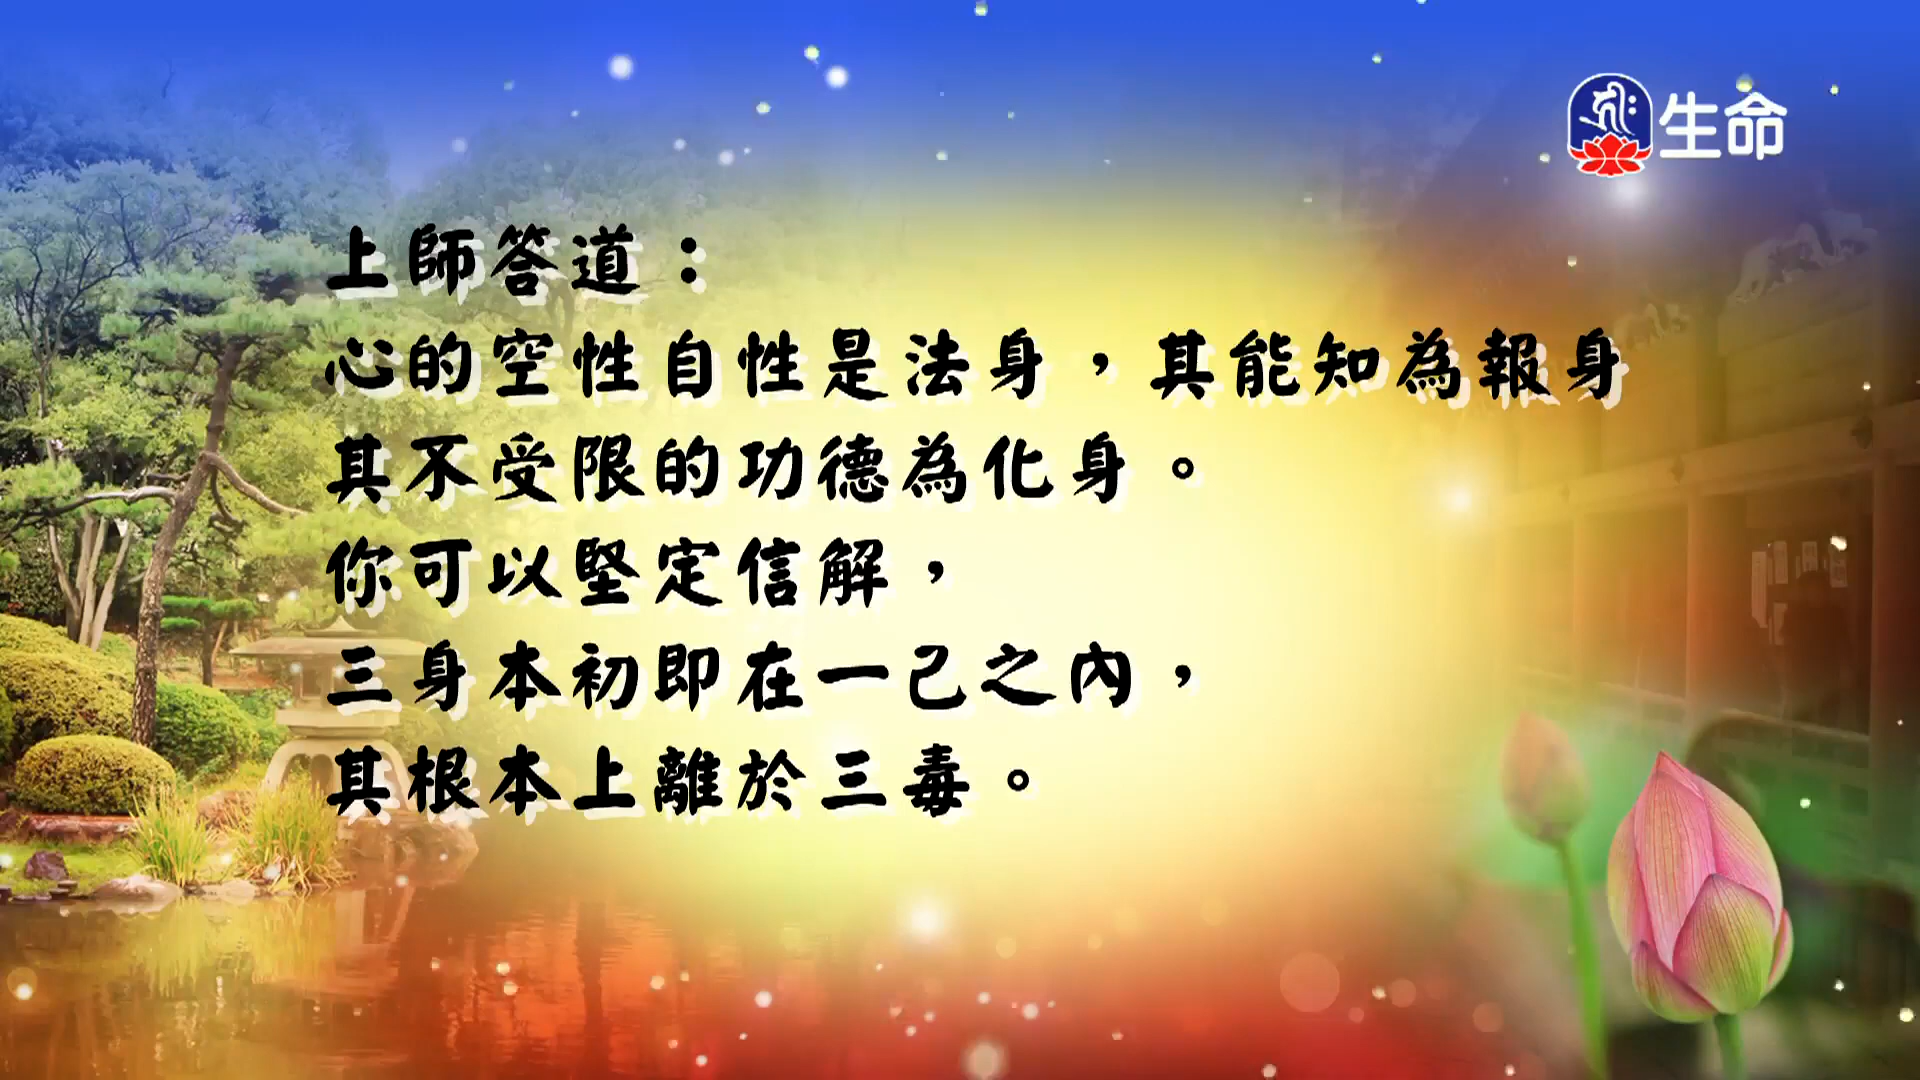 生命
上師答道：
心的空性自性是法身，其能知為報身
其不受限的功德為化身。
你可以堅定信解，
三身本初即在一己之內，
其根本上離於三毒。